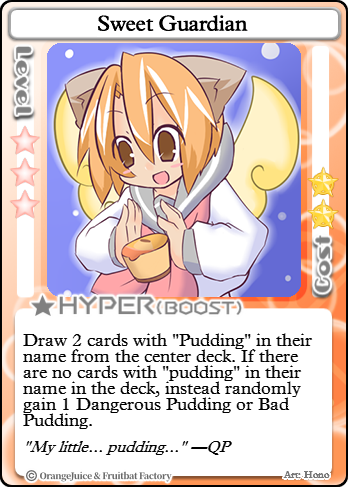 Sweet Guardian
Level
Cost
HYPER(BOOST)
Draw 2 cards with "Pudding" in their
name from the center deck. If there
are no cards with "pudding" in their
name in the deck, instead randomly
gain 1 Dangerous Pudding or Bad
Pudding.
"My little... pudding..." —QP
© OrangeJuice & Fruitbat Factory
Art: Hono